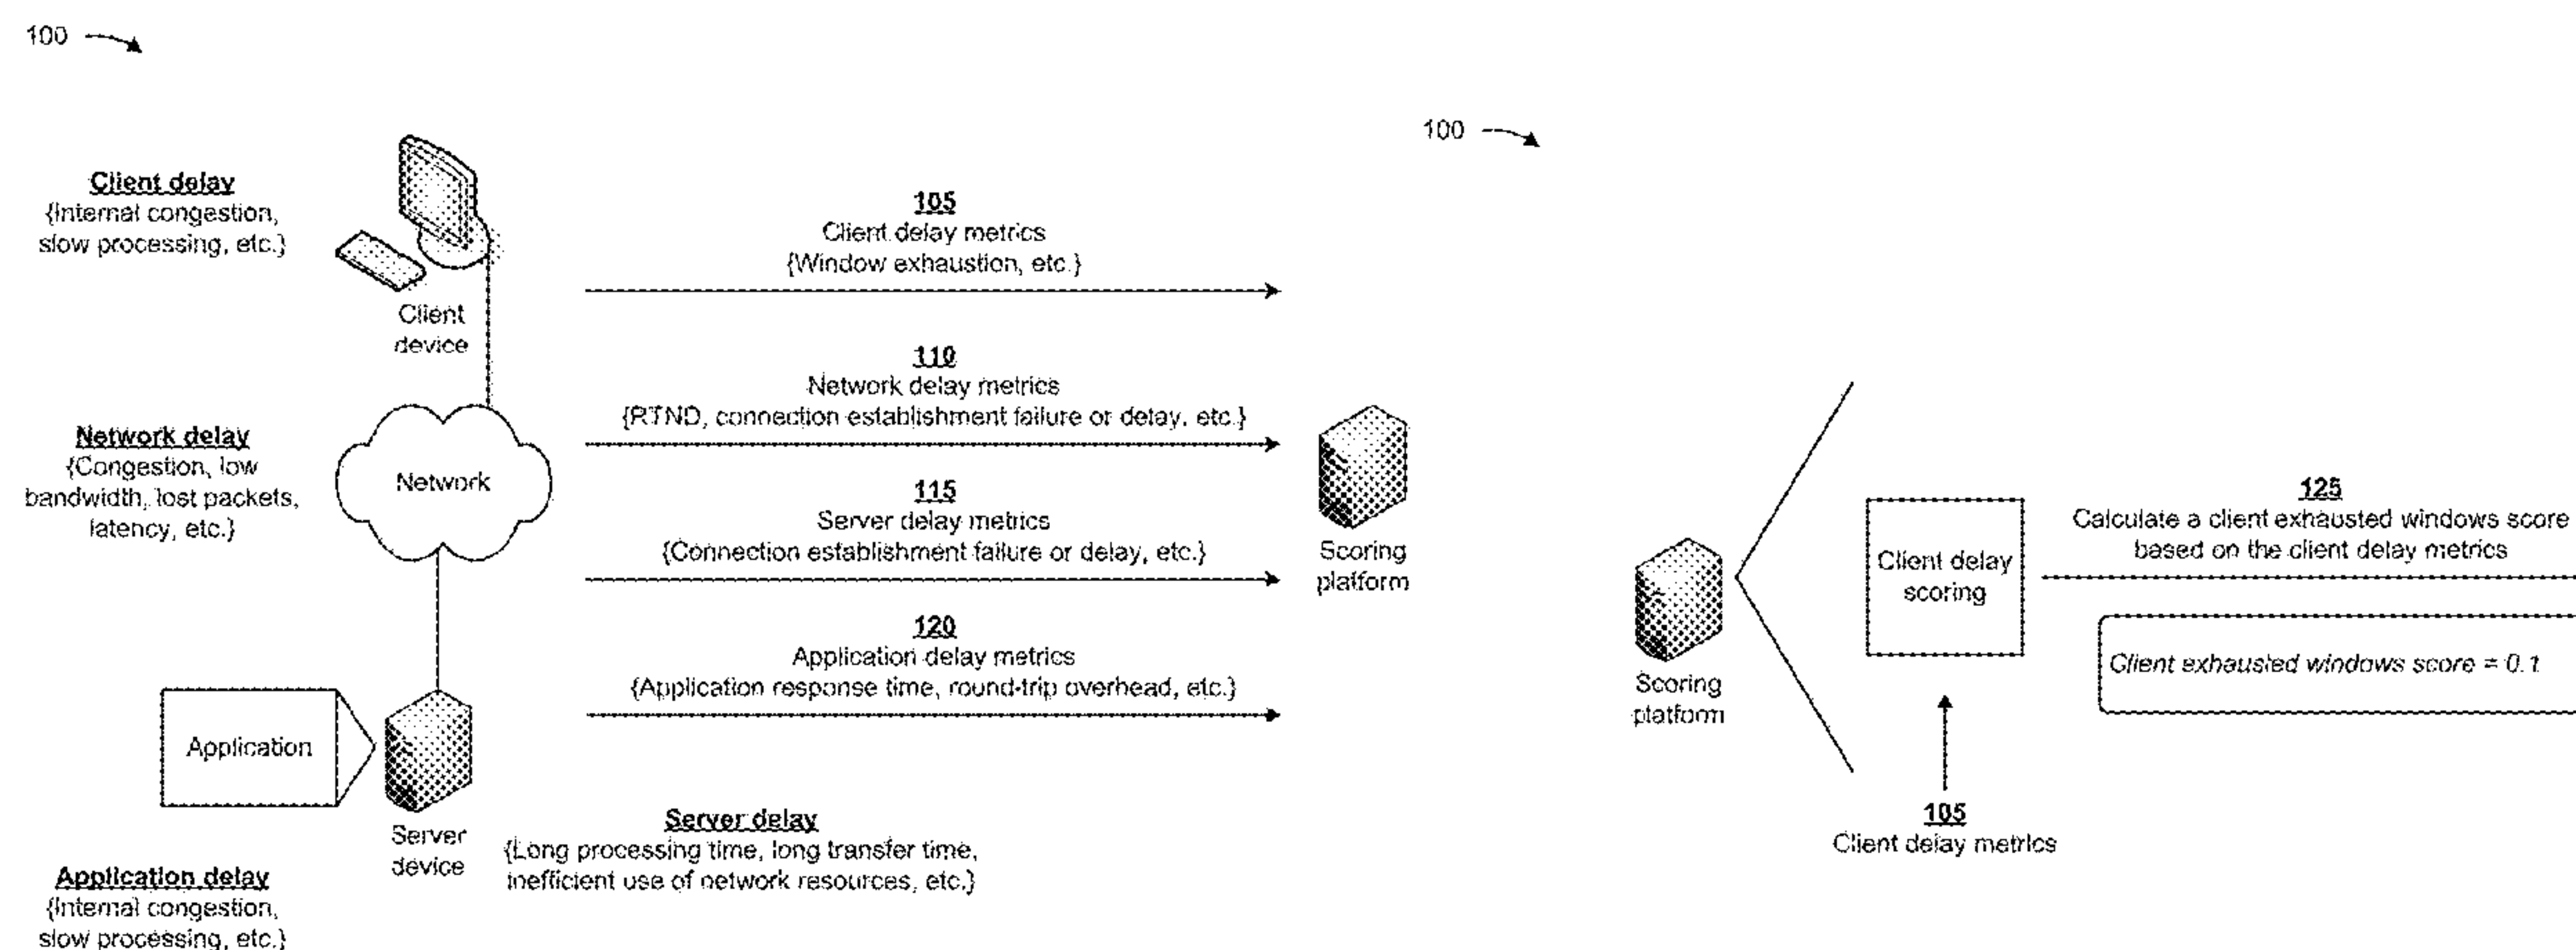 100
Client delay
{Internal congestion,
slow processing, etc.}
Client
device
105
Client delay metrics
{Window exhaustion, etc.}
110
Network delay metrics
{RTND, connection establishment failure or delay, etc.}
Network delay
{Congestion, low
bandwidth, lost packets,
latency, etc.}
Network
115
Server delay metrics
{Connection establishment failure or delay, etc.}
Scoring
platform
120
Application delay metrics
{Application response time, round-trip overhead, etc.}
Application
Server
device
Server delay
{Long processing time, long transfer time,
inefficient use of network resources, etc.}
Application delay
{Internal congestion,
slow processing, etc.}
100
Scoring
platform
Client delay
scoring
125
Calculate a client exhausted windows score
based on the client delay metrics
Client exhausted windows score = 0.1
105
Client delay metrics